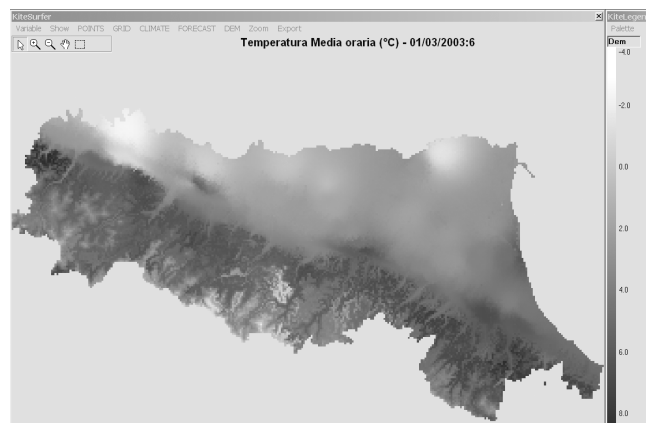 KiteSurfer
KiteLegen
Variable Show POINTS GRID CLIMATE FORECAST DEM Zoom Export
Palette
Temperatura Media oraria (°C) - 01/03/2003:6
Dem
-4.0
-2.0
0.0
2.0
4.0
6.0
8.0